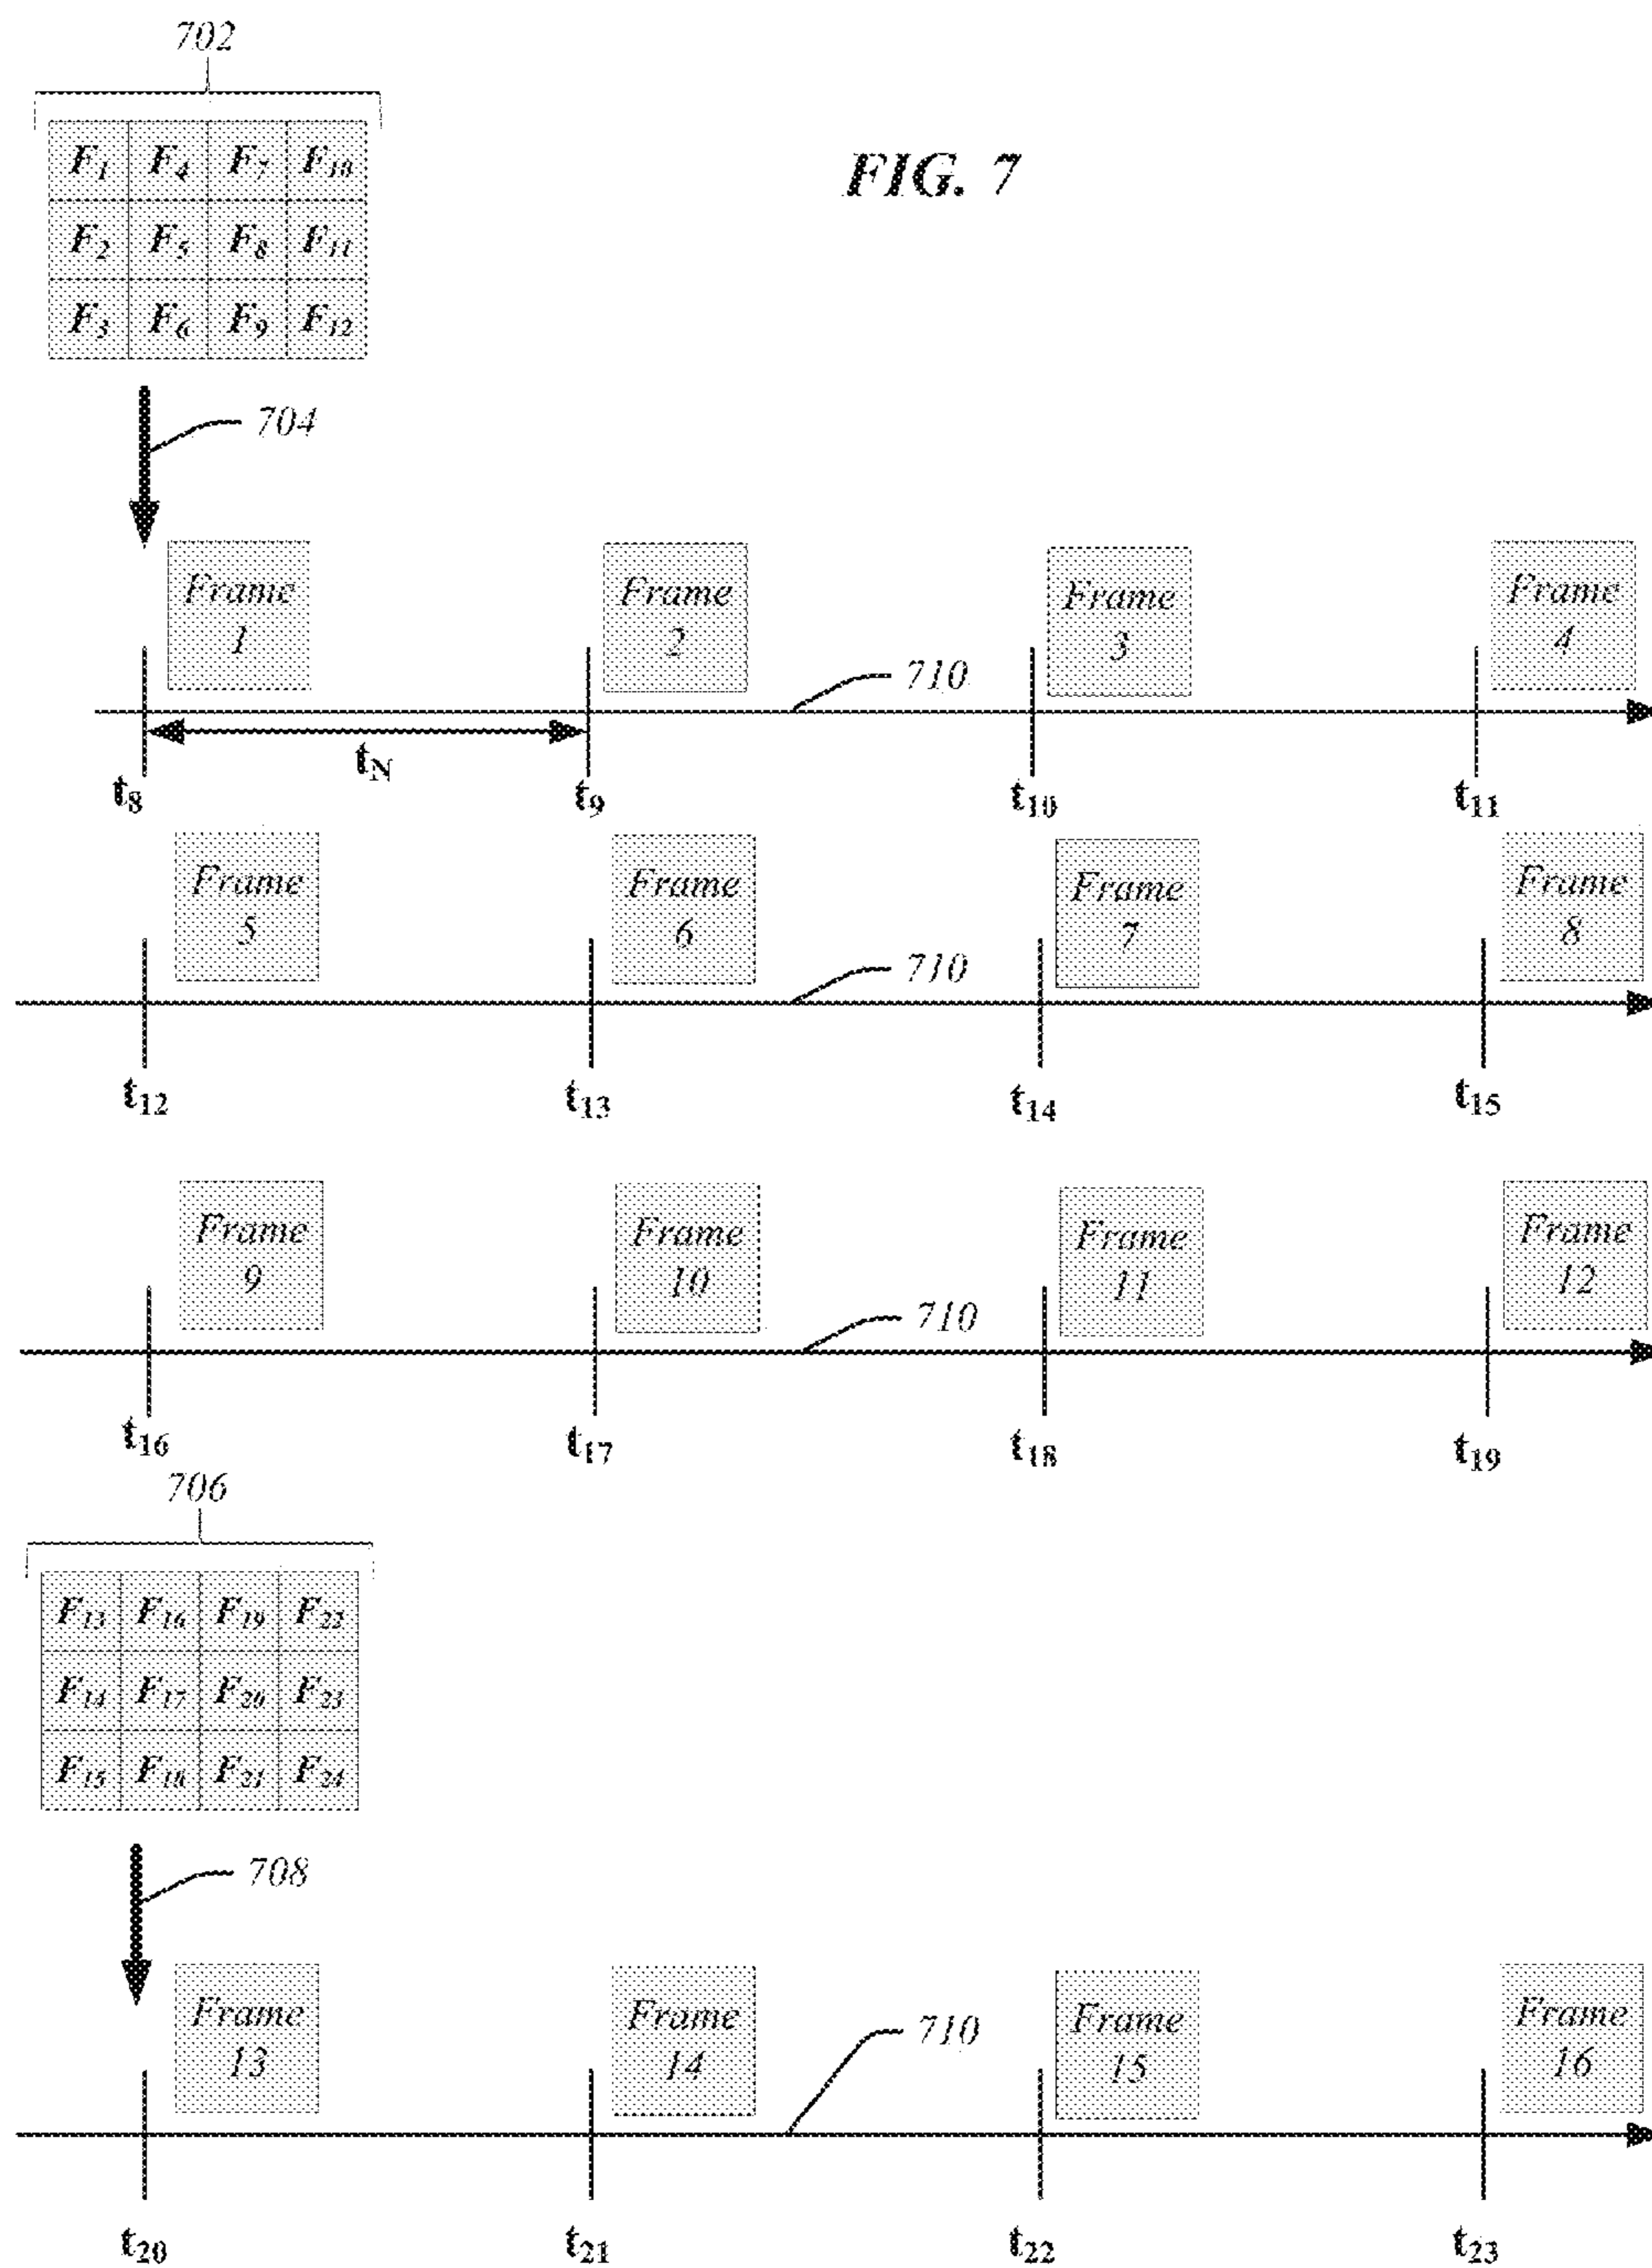 702
FIG. 7
F1 F4 F7 F10
F2 F5 F8 F11
F3 F6 F9 F12
704
Frame 1
Frame 2
Frame 3
Frame 4
710
tN
t8 t9 t10 t11
Frame 5
Frame 6
Frame 7
Frame 8
710
t12 t13 t14 t15
Frame 9
Frame 10
Frame 11
Frame 12
710
t16 t17 t18 t19
706
F13 F16 F19 F22
F14 F17 F20 F23
F15 F18 F21 F24
708
Frame 13
Frame 14
Frame 15
Frame 16
710
t20 t21 t22 t23